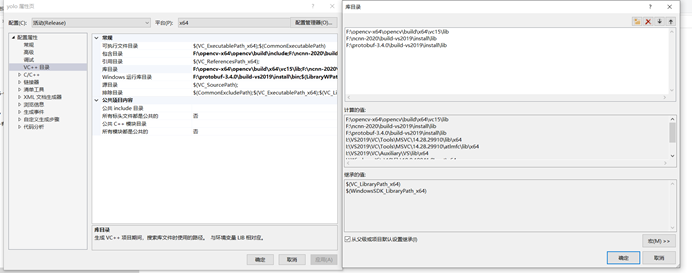 yolo 属性页
配置(C): 活动(Release) 平台(P): x64 配置管理器(O)...
配置属性
常规
高级
调试
VC++ 目录
C/C++
链接器
清单工具
XML 文档生成器
浏览信息
生成事件
自定义生成步骤
代码分析
常规
可执行文件目录 $(VC_ExecutablePath_x64);$(CommonExecutablePath)
包含目录 F:\opencv-x64\opencv\build\include;F:\ncnn-2020\build
引用目录 $(VC_ReferencesPath_x64);
库目录 F:\opencv-x64\opencv\build\x64\vc15\lib;F:\ncnn-2020\
Windows 运行库目录 F:\protobuf-3.4.0\build-vs2019\install\bin;$(LibraryWPath
源目录 $(VC_SourcePath);
排除目录 $(CommonExcludePath);$(VC_ExecutablePath_x64);$(VC_Li
公共项目内容
公共 include 目录
所有标头文件都是公共的 否
公共 C++ 模块目录
所有模块都是公共的 否
库目录
生成 VC++ 项目期间，搜索库文件时使用的路径。 与环境变量 LIB 相对应。
确定 取消 应用(A)
库目录
F:\opencv-x64\opencv\build\x64\vc15\lib
F:\ncnn-2020\build-vs2019\install\lib
F:\protobuf-3.4.0\build-vs2019\install\lib
计算的值:
F:\opencv-x64\opencv\build\x64\vc15\lib
F:\ncnn-2020\build-vs2019\install\lib
F:\protobuf-3.4.0\build-vs2019\install\lib
I:\VS2019\VC\Tools\MSVC\14.28.29910\lib\x64
I:\VS2019\VC\Tools\MSVC\14.28.29910\atlmfc\lib\x64
I:\VS2019\VC\Auxiliary\VS\lib\x64
继承的值:
$(VC_LibraryPath_x64)
$(WindowsSDK_LibraryPath_x64)
从父级或项目默认设置继承(I) 宏(M) >>
确定 取消